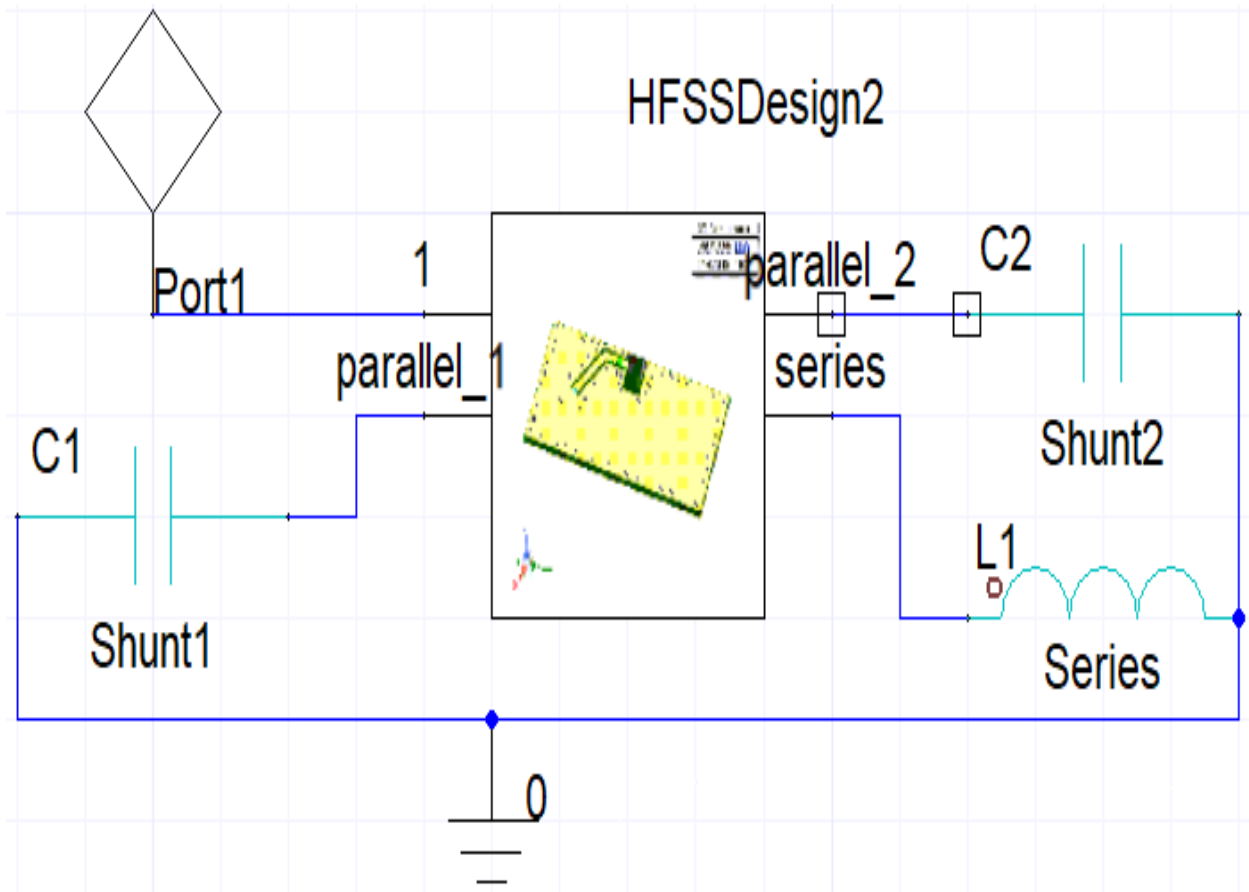 HFSSDesign2
1
parallel_2
C2
Port1
parallel_1
series
C1
Shunt2
L1
Shunt1
Series
0